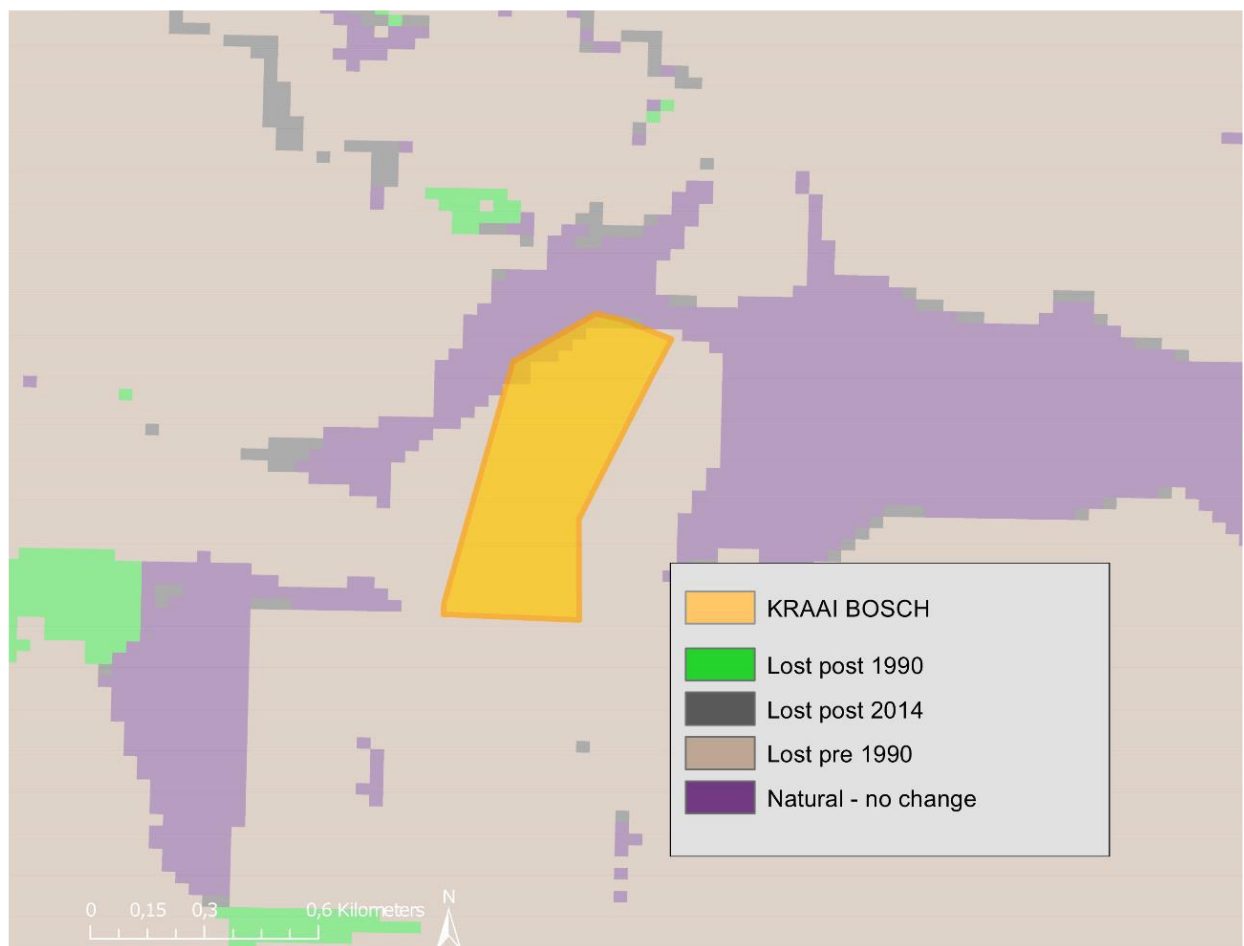 KRAAI BOSCH
Lost post 1990
Lost post 2014
Lost pre 1990
Natural - no change
0 0,15 0,3 0,6 Kilometers
N